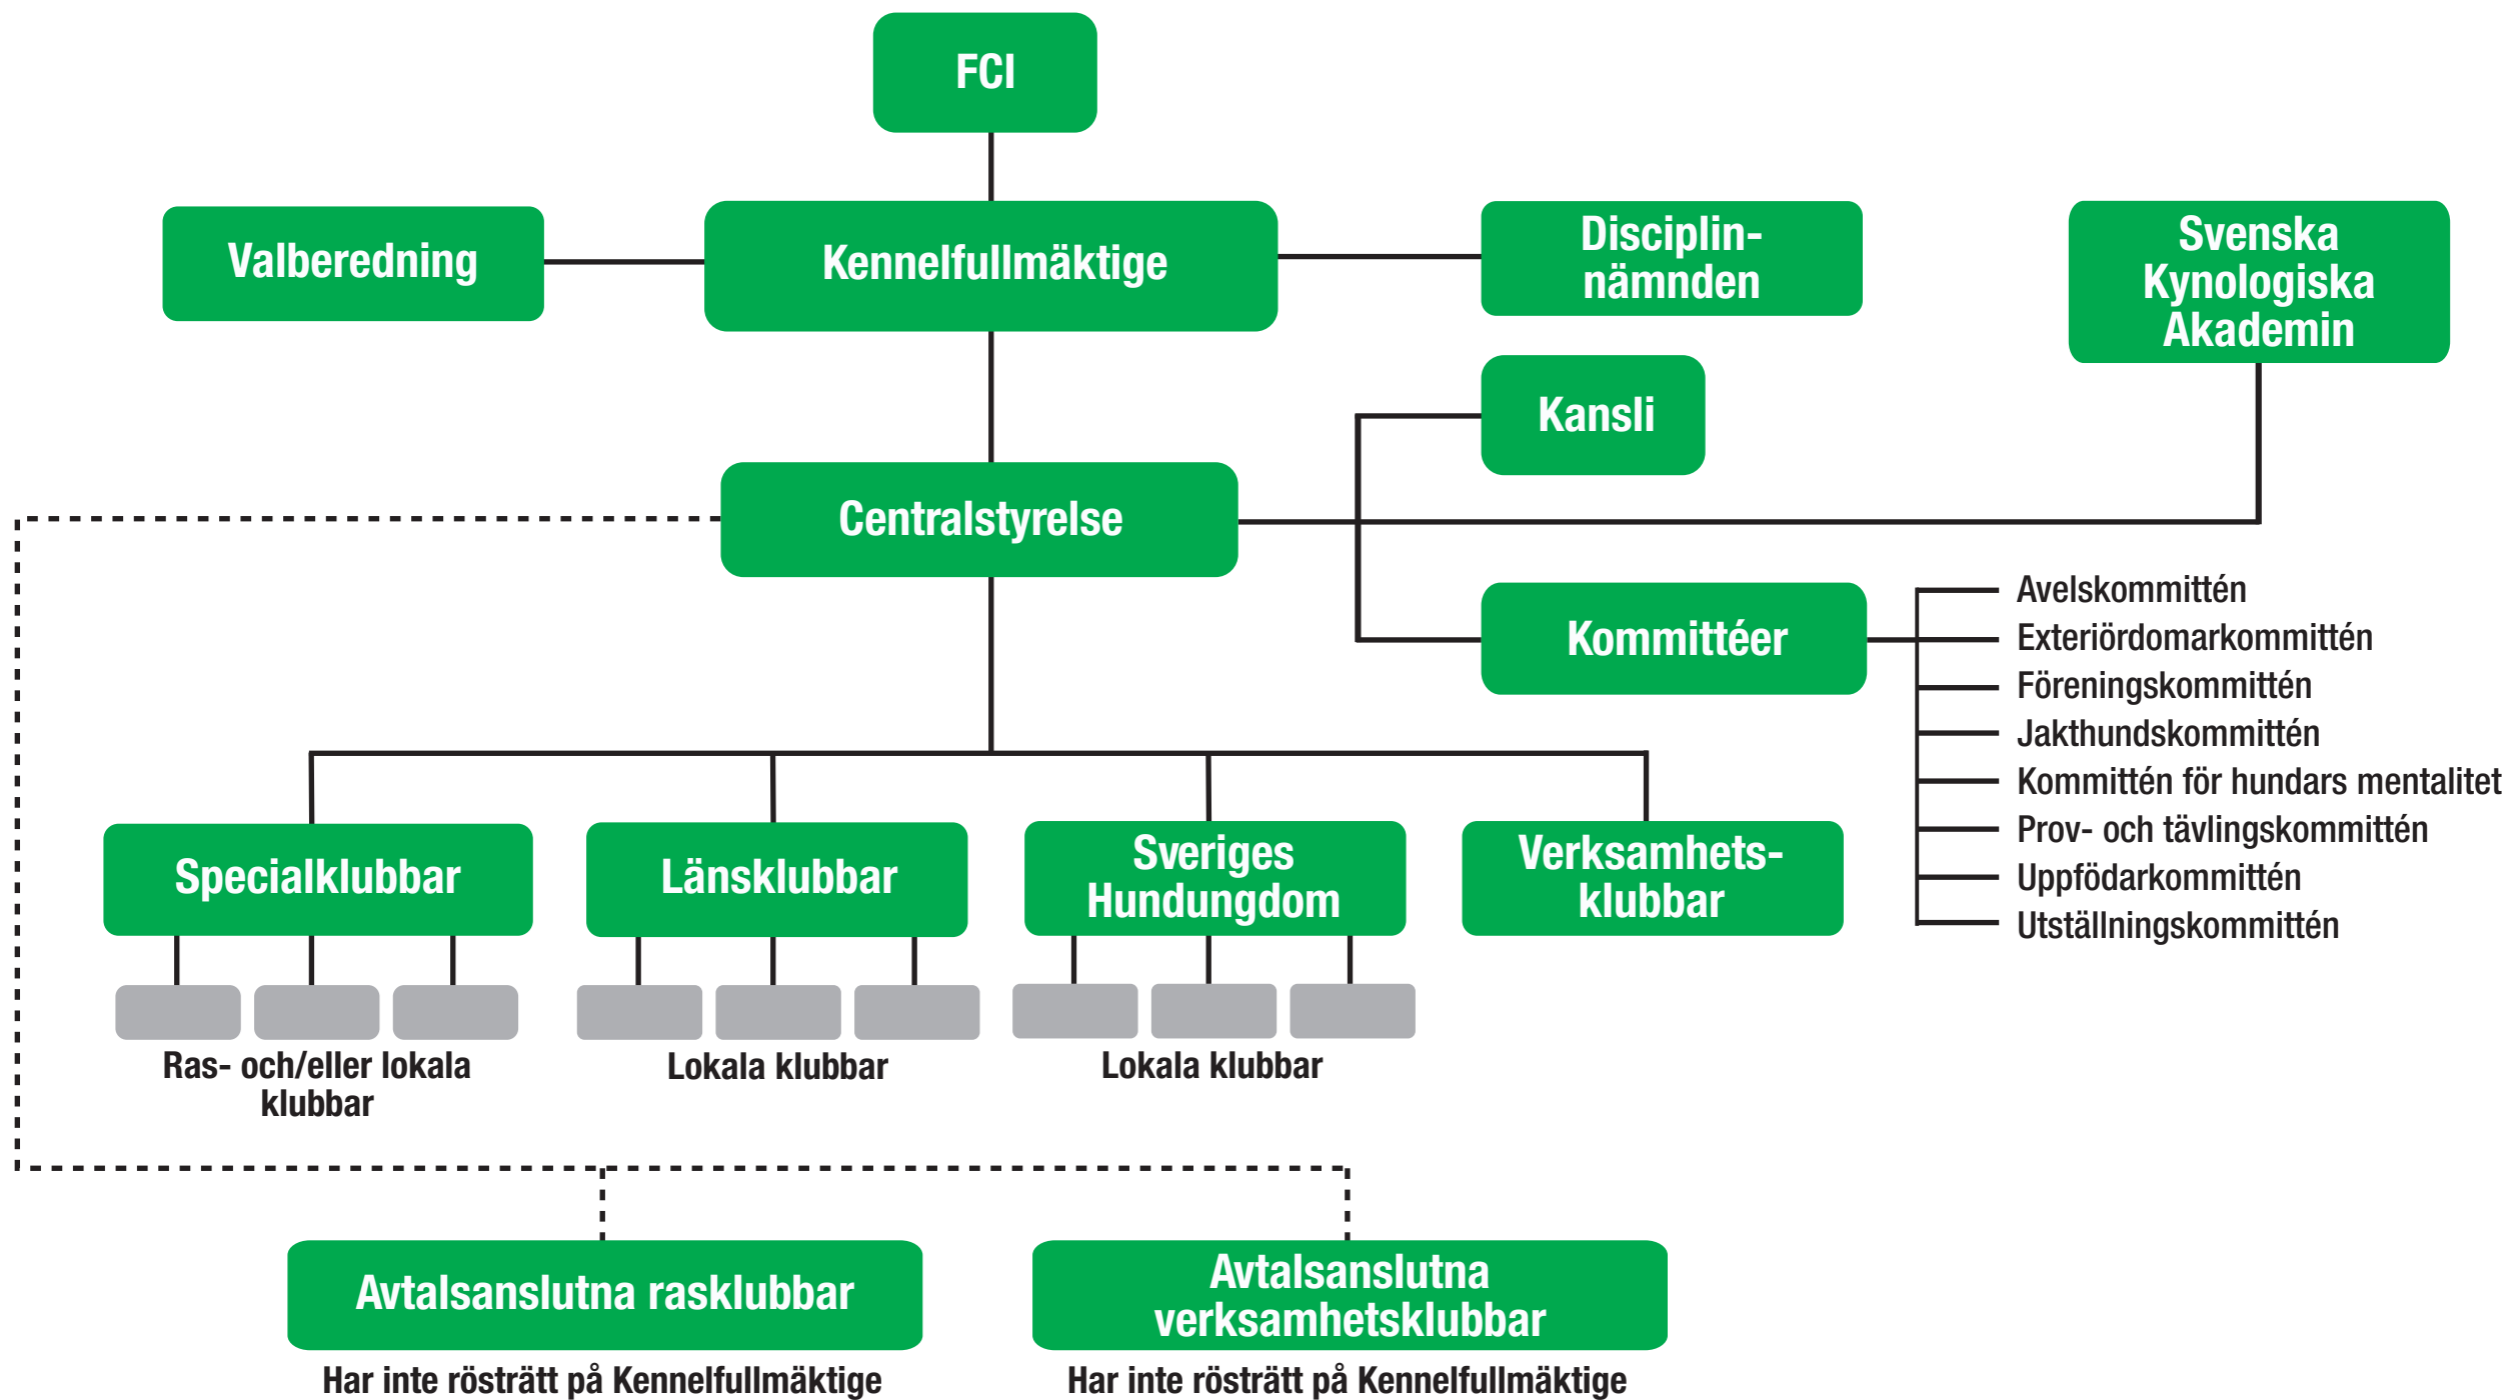 FCI
Valberedning
Kennelfullmäktige
Disciplin-
nämnden
Svenska
Kynologiska
Akademin
Kansli
Centralstyrelse
Kommittéer
Avelskommittén
Exteriördomarkommittén
Föreningskommittén
Jakthundskommittén
Kommittén för hundars mentalitet
Prov- och tävlingskommittén
Uppfödarkommittén
Utställningskommittén
Specialklubbar
Länsklubbar
Sveriges
Hundungdom
Verksamhets-
klubbar
Ras- och/eller lokala
klubbar
Lokala klubbar
Lokala klubbar
Avtalsanslutna rasklubbar
Har inte rösträtt på Kennelfullmäktige
Avtalsanslutna
verksamhetsklubbar
Har inte rösträtt på Kennelfullmäktige